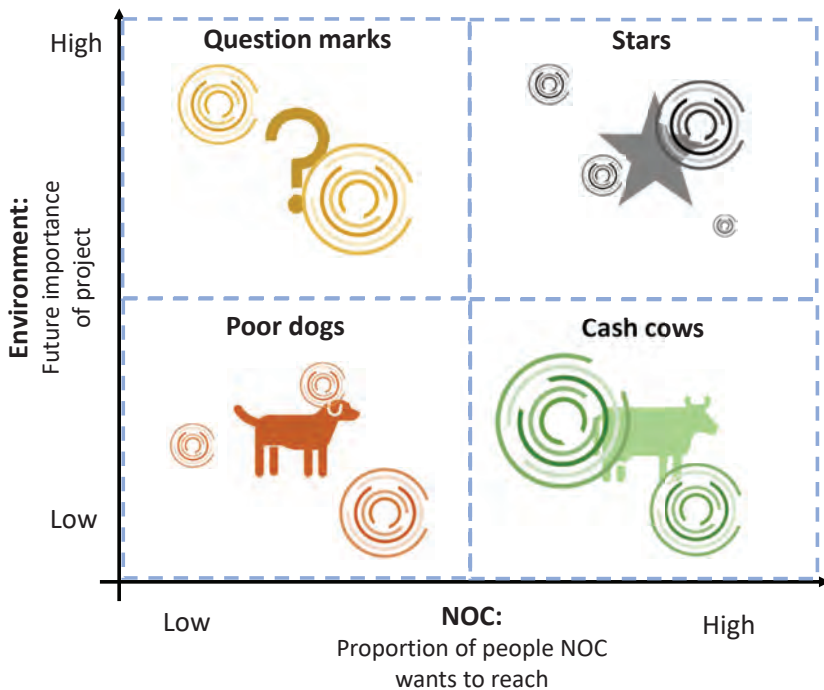 High
Question marks
Stars
Environment:
Future importance
of project
Poor dogs
Cash cows
Low
Low
NOC:
High
Proportion of people NOC
wants to reach